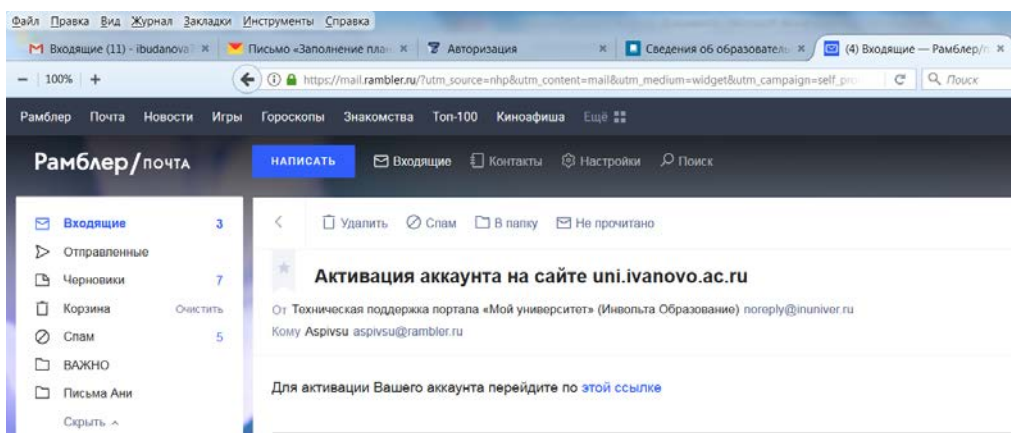 Файл Правка Вид Журнал Закладки Инструменты Справка
Входящие (11) - ibudanova Письмо «Заполнение план Авторизация Сведения об образователь (4) Входящие — Рамблер/п
− 100% + https://mail.rambler.ru/?utm_source=nhp&utm_content=mail&utm_medium=widget&utm_campaign=self_pro Поиск
Рамблер Почта Новости Игры Гороскопы Знакомства Топ-100 Киноафиша Ещё
Рамблер/почта НАПИСАТЬ Входящие Контакты Настройки Поиск
Входящие 3 Удалить Спам В папку Не прочитано
Отправленные
Черновики 7 Активация аккаунта на сайте uni.ivanovo.ac.ru
Корзина Очистить От Техническая поддержка портала «Мой университет» (Инвольта Образование) noreply@inuniver.ru
Спам 5 Кому Aspivsu aspivsu@rambler.ru
ВАЖНО
Письма Ани Для активации Вашего аккаунта перейдите по этой ссылке
Скрыть